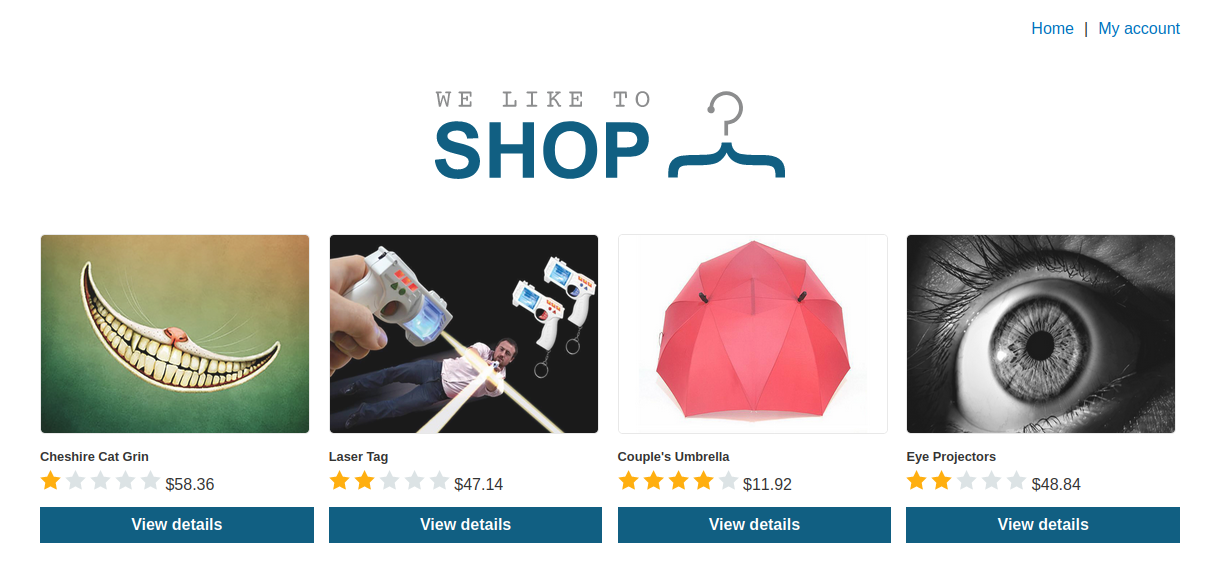 Home | My account
WE LIKE TO
SHOP
Cheshire Cat Grin
$58.36
View details
Laser Tag
$47.14
View details
Couple's Umbrella
$11.92
View details
Eye Projectors
$48.84
View details